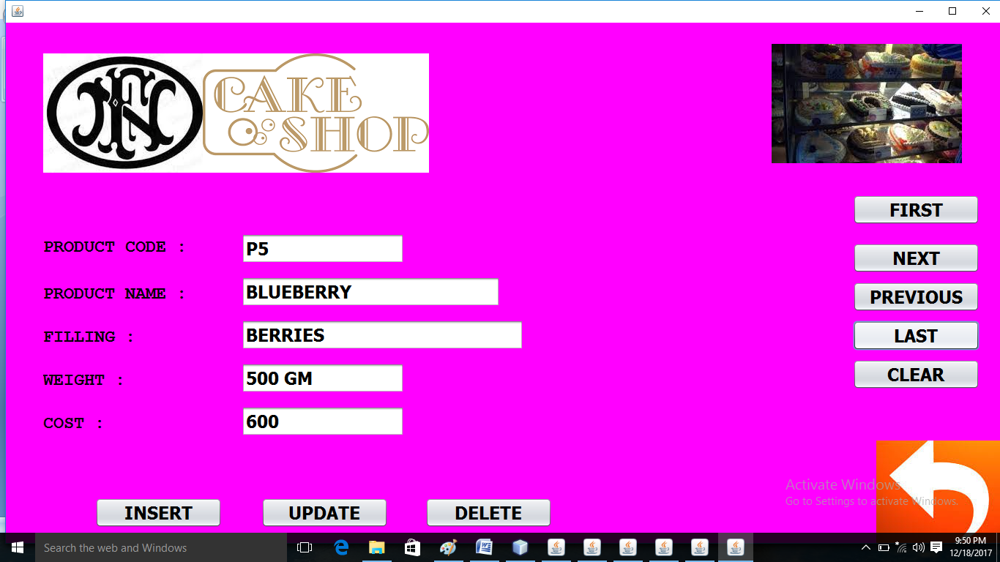 CAKE
SHOP
FIRST
PRODUCT CODE :
P5
NEXT
PRODUCT NAME :
BLUEBERRY
PREVIOUS
FILLING :
BERRIES
LAST
WEIGHT :
500 GM
CLEAR
COST :
600
Activate Windows
Go to Settings to activate Windows.
INSERT
UPDATE
DELETE
Search the web and Windows
9:50 PM
12/18/2017